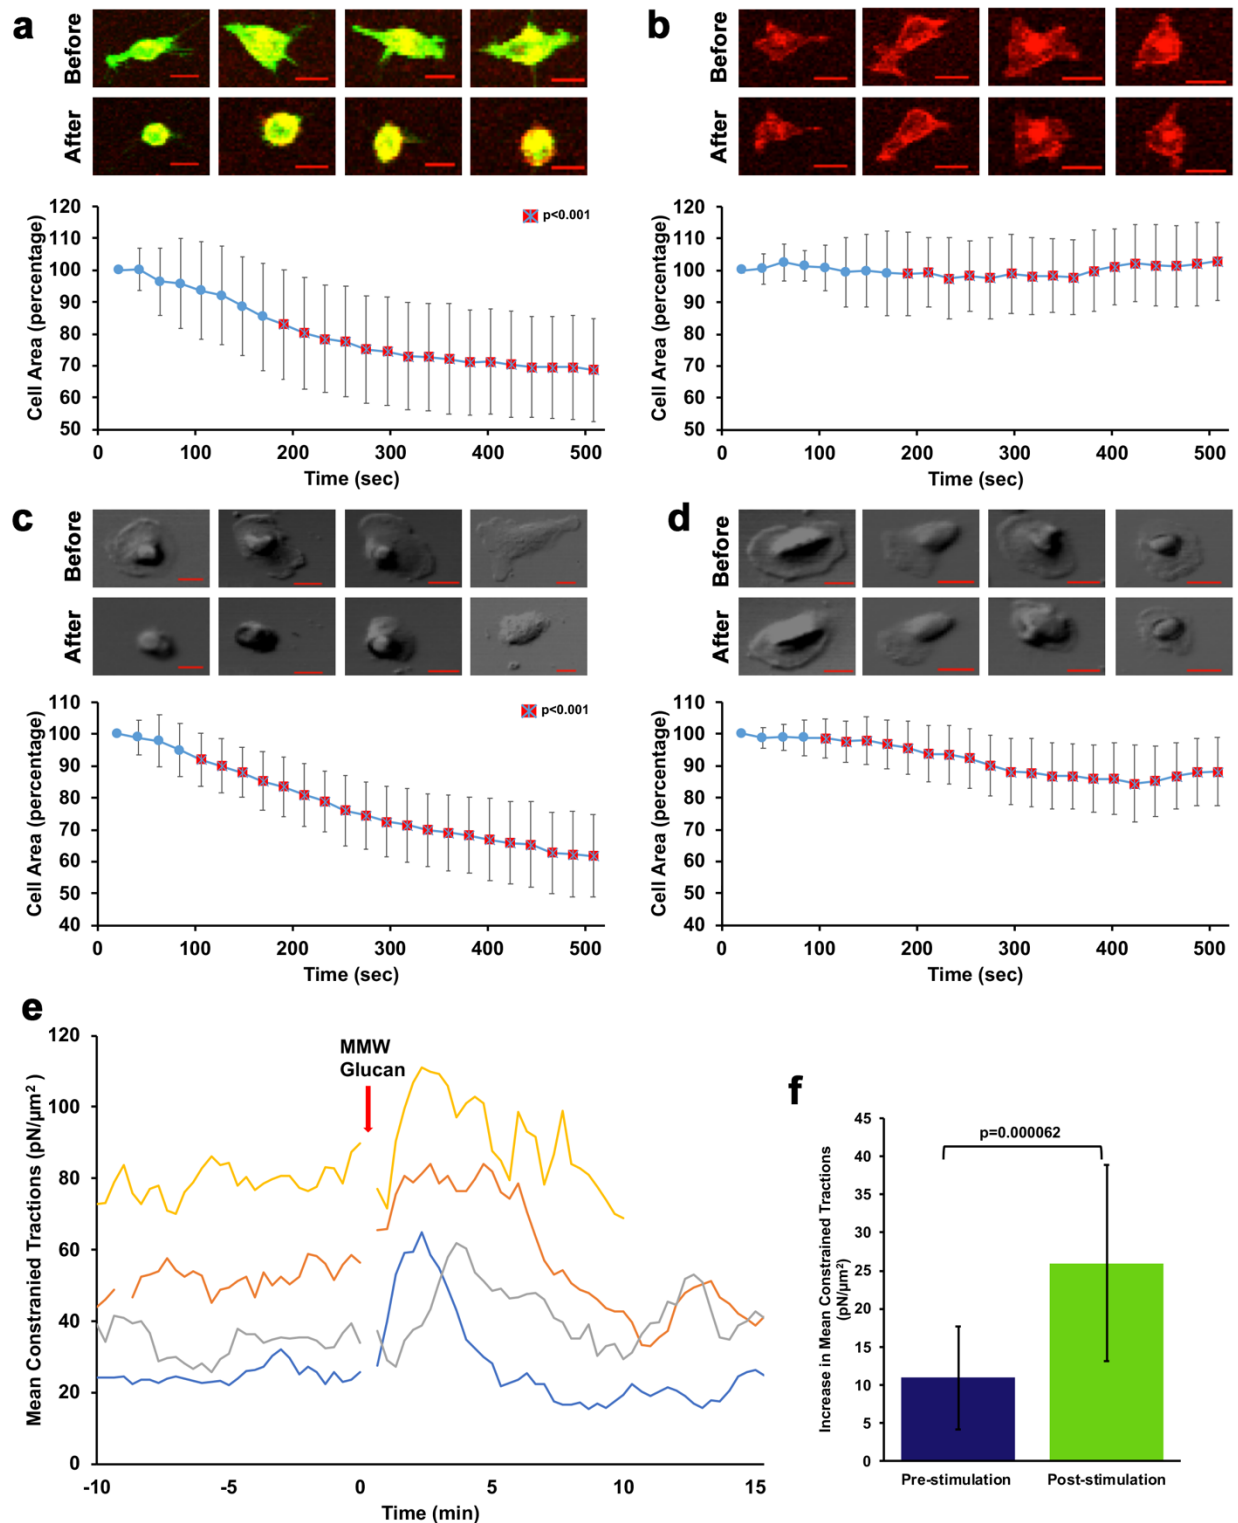 a
Before
After
120
110
100
90
80
70
60
50
Cell Area (percentage)
p<0.001
0 100 200 300 400 500
Time (sec)
b
Before
After
120
110
100
90
80
70
60
50
Cell Area (percentage)
0 100 200 300 400 500
Time (sec)
c
Before
After
110
100
90
80
70
60
50
40
Cell Area (percentage)
p<0.001
0 100 200 300 400 500
Time (sec)
d
Before
After
110
100
90
80
70
60
50
40
Cell Area (percentage)
0 100 200 300 400 500
Time (sec)
e
120
100
80
60
40
20
0
Mean Constranied Tractions (pN/µm² )
MMW
Glucan
-10 -5 0 5 10 15
Time (min)
f
45
40
35
30
25
20
15
10
5
0
Increase in Mean Constrained Tractions
(pN/µm²)
p=0.000062
Pre-stimulation Post-stimulation